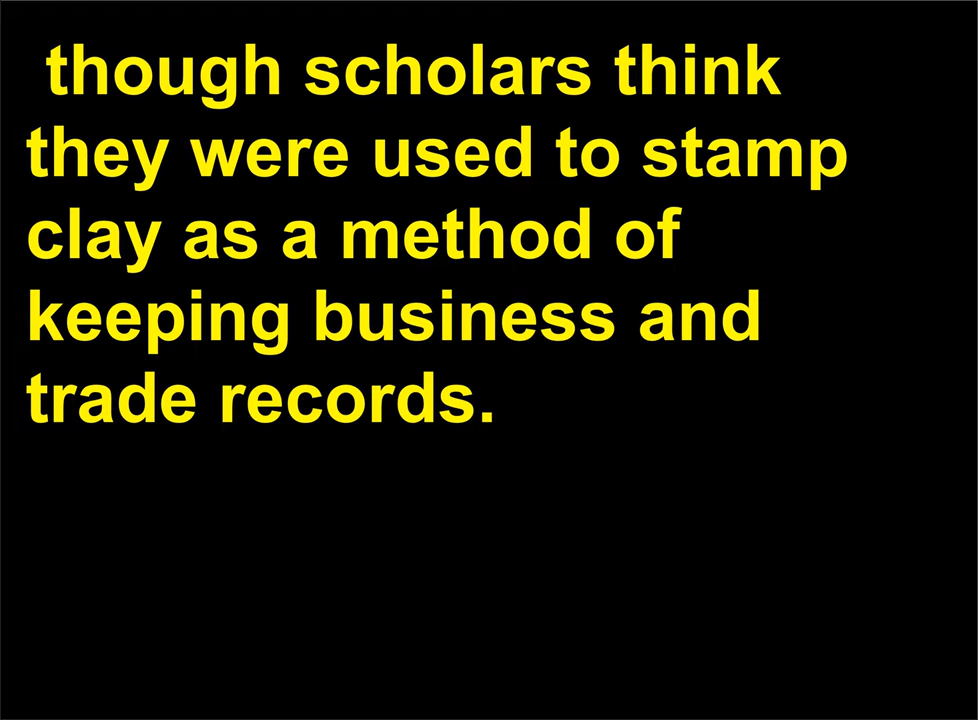 though scholars think
they were used to stamp
clay as a method of
keeping business and
trade records.